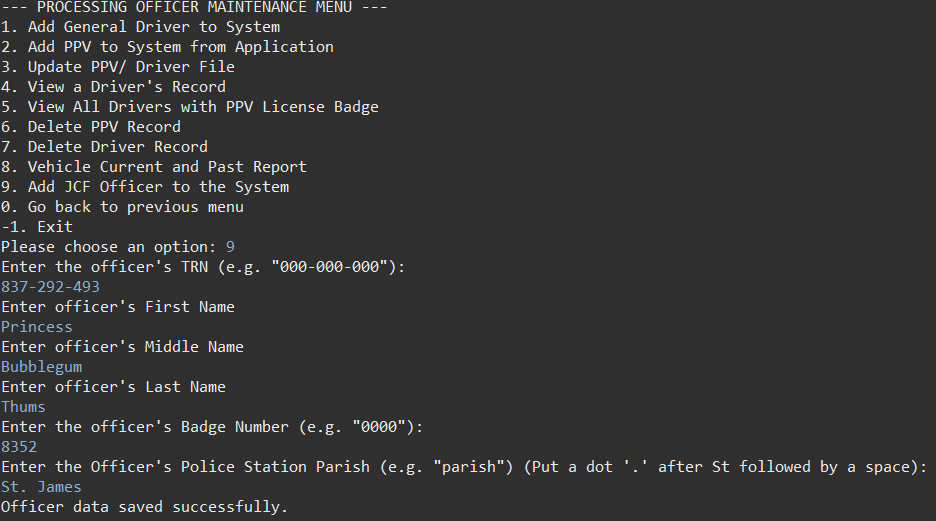 --- PROCESSING OFFICER MAINTENANCE MENU ---
1. Add General Driver to System
2. Add PPV to System from Application
3. Update PPV/ Driver File
4. View a Driver's Record
5. View All Drivers with PPV License Badge
6. Delete PPV Record
7. Delete Driver Record
8. Vehicle Current and Past Report
9. Add JCF Officer to the System
0. Go back to previous menu
-1. Exit
Please choose an option: 9
Enter the officer's TRN (e.g. "000-000-000"):
837-292-493
Enter officer's First Name
Princess
Enter officer's Middle Name
Bubblegum
Enter officer's Last Name
Thums
Enter the officer's Badge Number (e.g. "0000"):
8352
Enter the Officer's Police Station Parish (e.g. "parish") (Put a dot '.' after St followed by a space):
St. James
Officer data saved successfully.